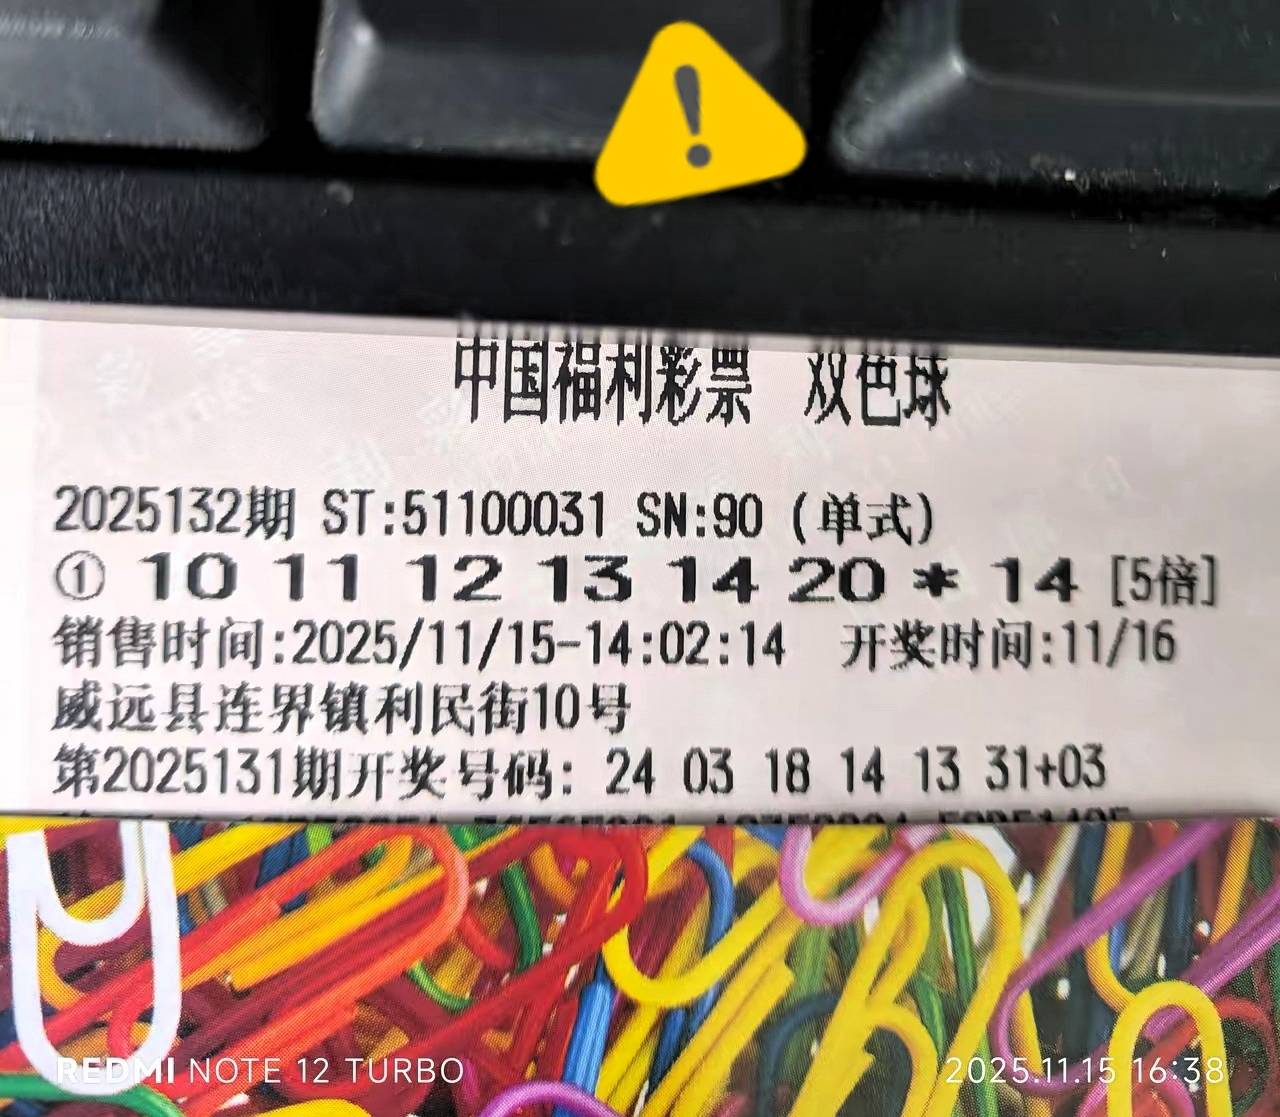 中国福利彩票 双色球
2025132期 ST:51100031 SN:90 (单式)
① 10 11 12 13 14 20 * 14 [5倍]
销售时间:2025/11/15-14:02:14 开奖时间:11/16
威远县连界镇利民街10号
第2025131期开奖号码: 24 03 18 14 13 31+03
REDMI NOTE 12 TURBO
2025.11.15 16:38